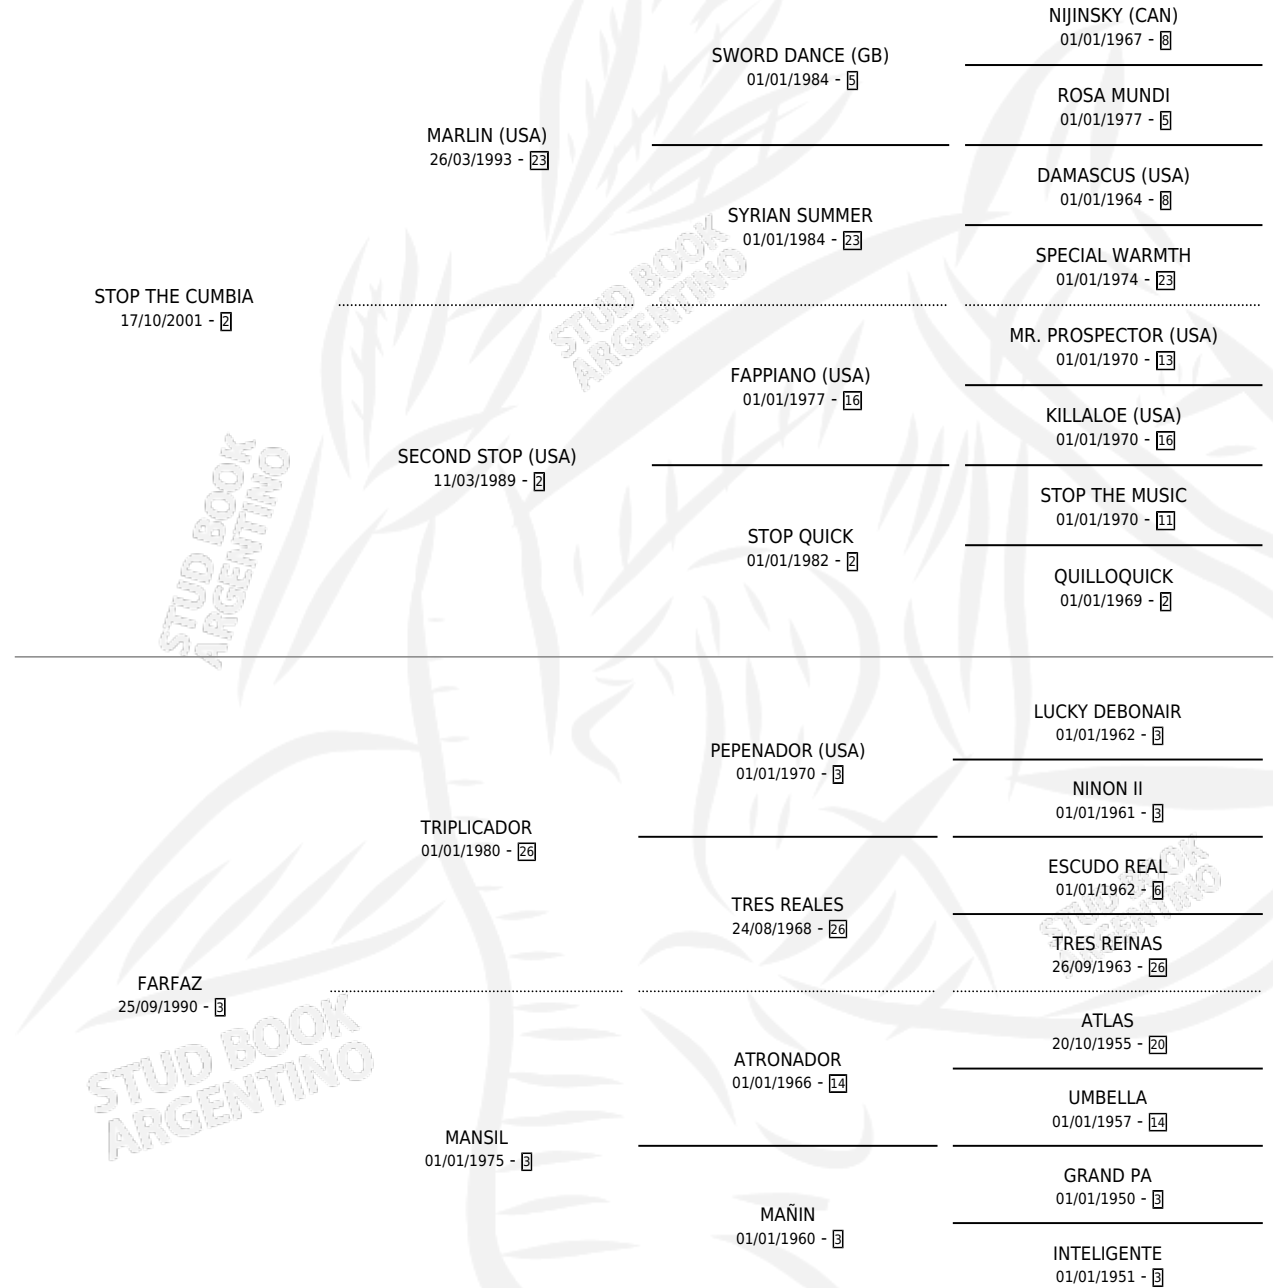 NIJINSKY (CAN)
01/01/1967 - 8
SWORD DANCE (GB)
01/01/1984 - 5
ROSA MUNDI
01/01/1977 - 5
MARLIN (USA)
26/03/1993 - 23
DAMASCUS (USA)
01/01/1964 - 8
SYRIAN SUMMER
01/01/1984 - 23
SPECIAL WARMTH
01/01/1974 - 23
STOP THE CUMBIA
17/10/2001 - 2
STUD BOOK
ARGENTINO
MR. PROSPECTOR (USA)
01/01/1970 - 13
FAPPIANO (USA)
01/01/1977 - 16
KILLALOE (USA)
01/01/1970 - 16
SECOND STOP (USA)
11/03/1989 - 2
STOP THE MUSIC
01/01/1970 - 11
STOP QUICK
01/01/1982 - 2
QUILLOQUICK
01/01/1969 - 2
STUD BOOK
ARGENTINO
LUCKY DEBONAIR
01/01/1962 - 3
PEPENADOR (USA)
01/01/1970 - 3
NINON II
01/01/1961 - 3
TRIPLICADOR
01/01/1980 - 26
ESCUDO REAL
01/01/1962 - 6
TRES REALES
24/08/1968 - 26
STUD BOOK
ARGENTINO
TRES REINAS
26/09/1963 - 26
FARFAZ
25/09/1990 - 3
ATLAS
20/10/1955 - 20
ATRONADOR
01/01/1966 - 14
UMBELLA
01/01/1957 - 14
STUD BOOK
ARGENTINO
MANSIL
01/01/1975 - 3
GRAND PA
01/01/1950 - 3
MAÑIN
01/01/1960 - 3
INTELIGENTE
01/01/1951 - 3